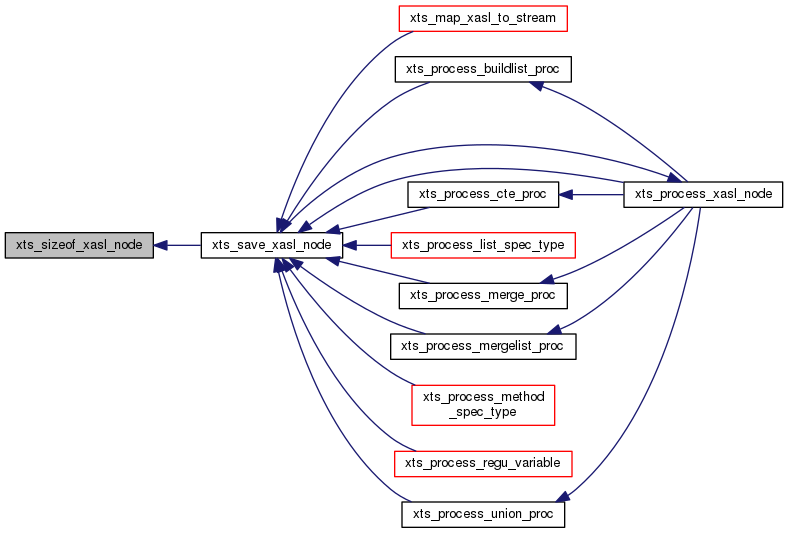 xts_map_xasl_to_stream
xts_process_buildlist_proc
xts_process_cte_proc
xts_process_xasl_node
xts_sizeof_xasl_node
xts_save_xasl_node
xts_process_list_spec_type
xts_process_merge_proc
xts_process_mergelist_proc
xts_process_method
_spec_type
xts_process_regu_variable
xts_process_union_proc